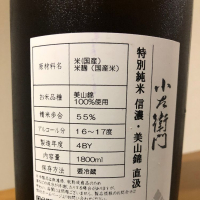 小左衛門
特別純米 信濃・美山錦 直汲
原材料名 米(国産)
米麹(国産米)
お米品種 美山錦
100%使用
精米歩合 55%
アルコール分 16〜17度
製造年度 4BY
内容量 1800ml
保存方法 要冷蔵